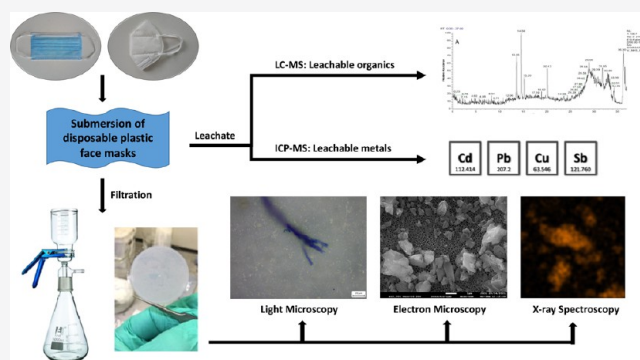 LC-MS: Leachable organics
A
Submersion of
disposable plastic
face masks
Leachate
ICP-MS: Leachable metals
Cd
Pb
Cu
Sb
112.414
207.2
63.546
121.760
Filtration
Light Microscopy
Electron Microscopy
X-ray Spectroscopy